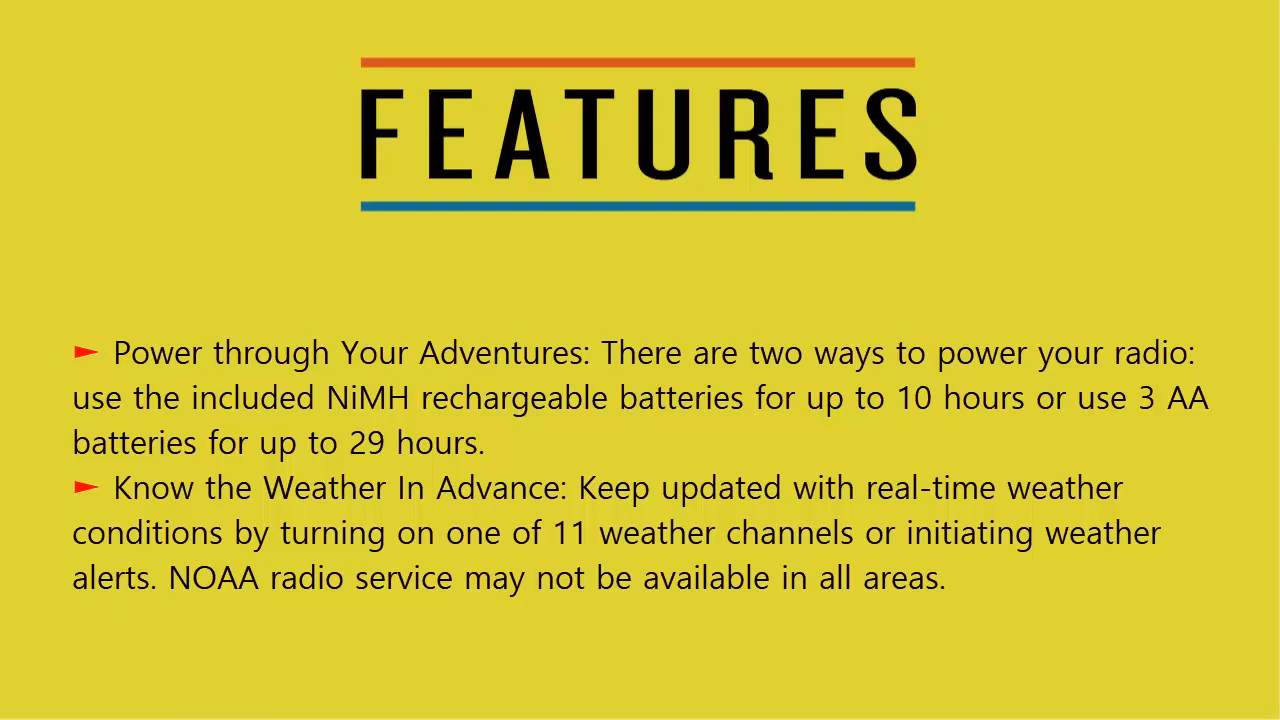 FEATURES
► Power through Your Adventures: There are two ways to power your radio:
use the included NiMH rechargeable batteries for up to 10 hours or use 3 AA
batteries for up to 29 hours.
► Know the Weather In Advance: Keep updated with real-time weather
conditions by turning on one of 11 weather channels or initiating weather
alerts. NOAA radio service may not be available in all areas.